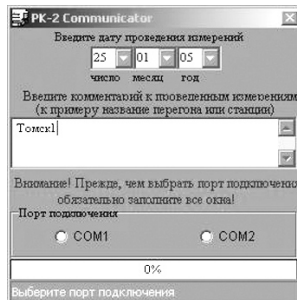 PK-2 Communicator
Введите дату проведения измерений
25 01 05
число месяц год
Введите комментарий к проведенным измерениям
(к примеру название перегона или станции)
Томск1
Внимание! Прежде, чем выбрать порт подключения
обязательно заполните все окна!
Порт подключения
COM1 COM2
0%
Выберите порт подключения